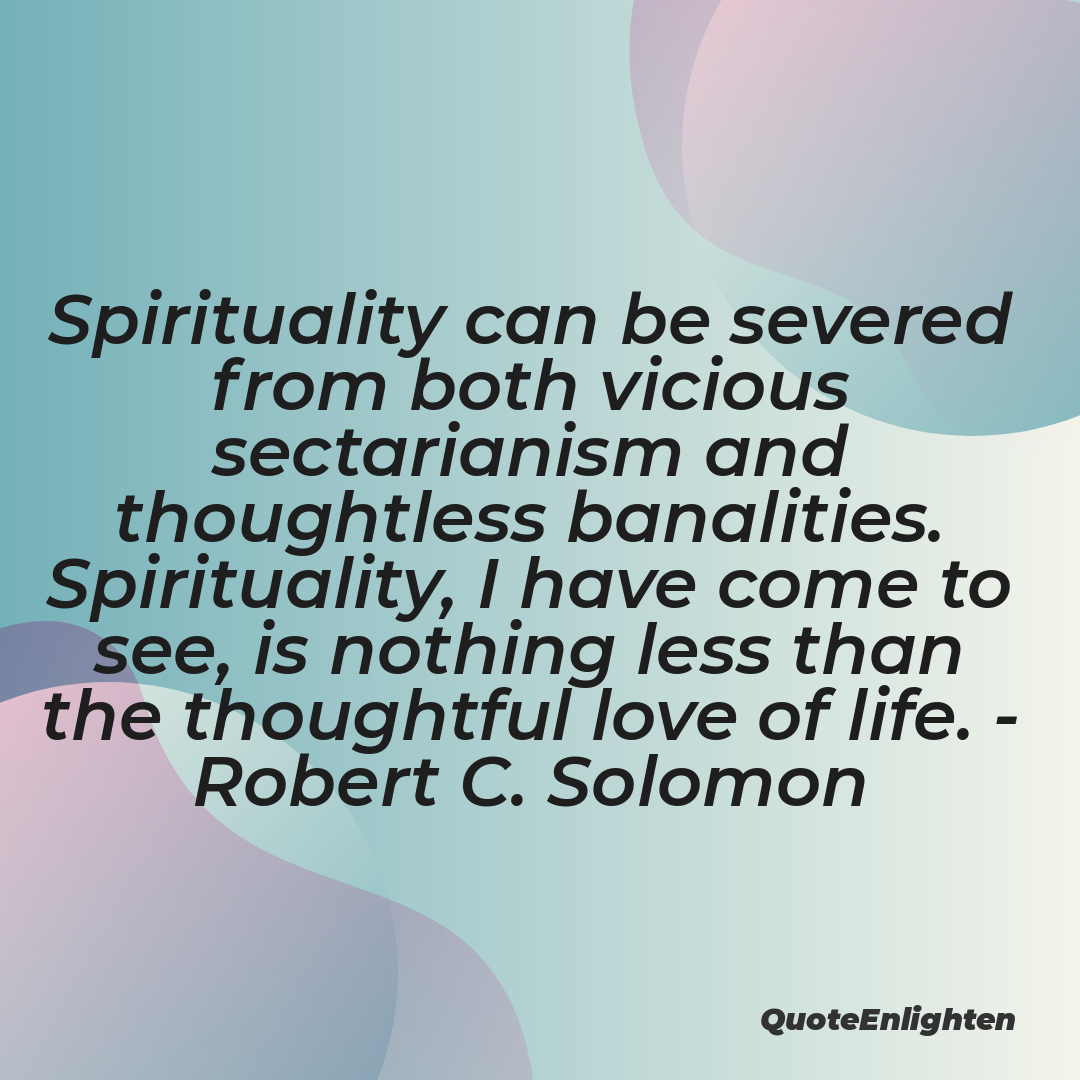 Spirituality can be severed
from both vicious
sectarianism and
thoughtless banalities.
Spirituality, I have come to
see, is nothing less than
the thoughtful love of life. -
Robert C. Solomon
QuoteEnlighten